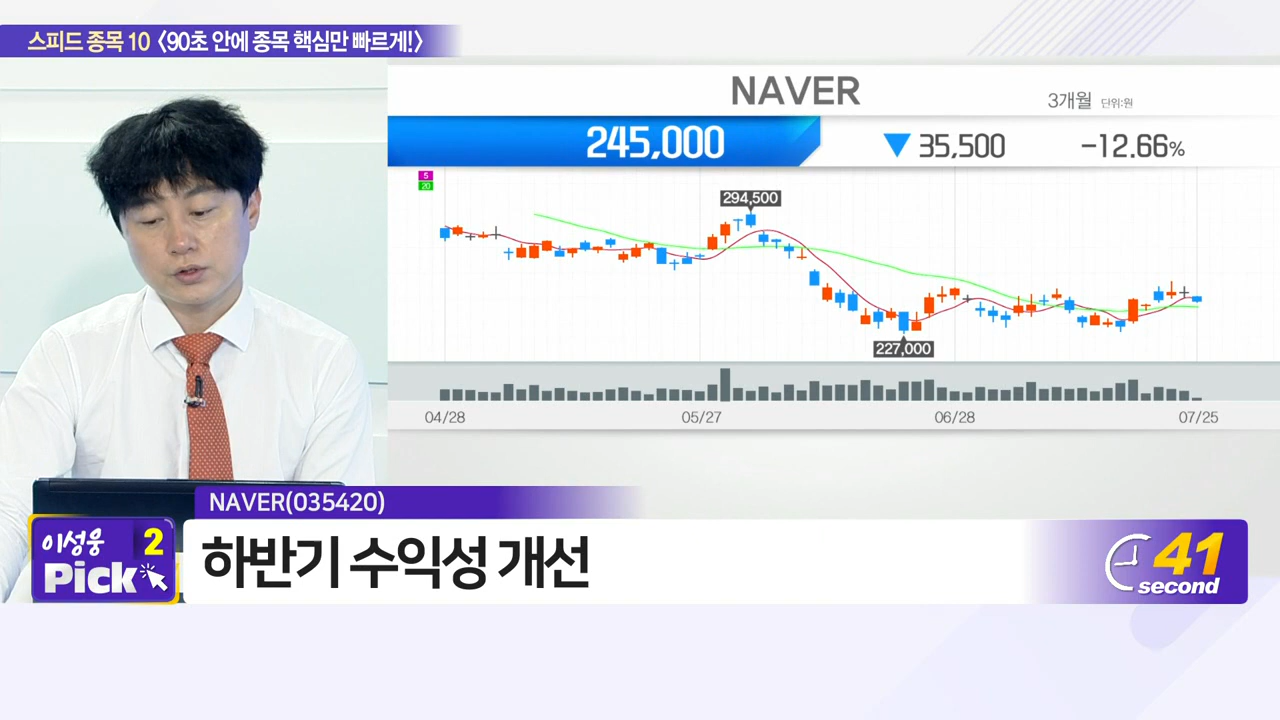 스피드 종목 10 〈90초 안에 종목 핵심만 빠르게!〉
NAVER
3개월 단위:원
245,000 ▼ 35,500 -12.66%
5
20
294,500
227,000
04/28 05/27 06/28 07/25
NAVER(035420)
이성웅 2
Pick
하반기 수익성 개선
41
second